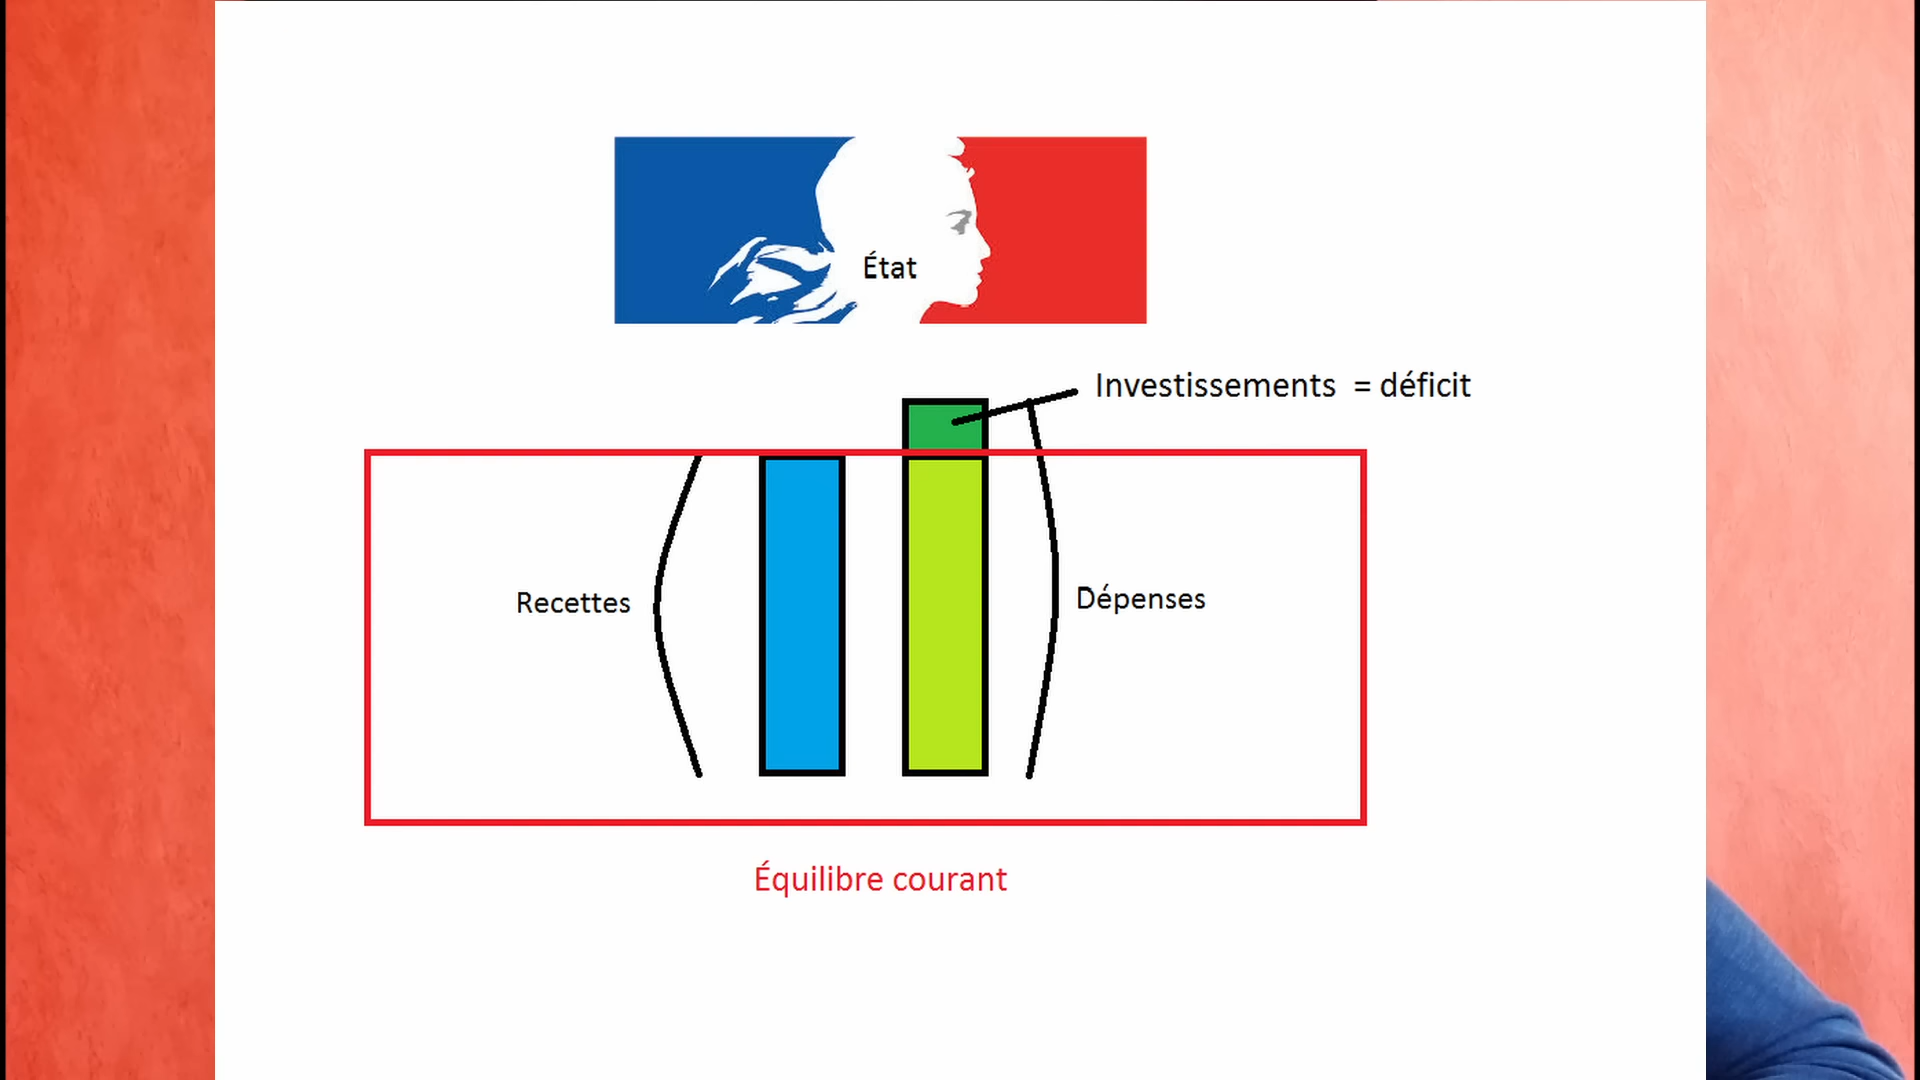 État
Investissements = déficit
Recettes
Dépenses
Équilibre courant